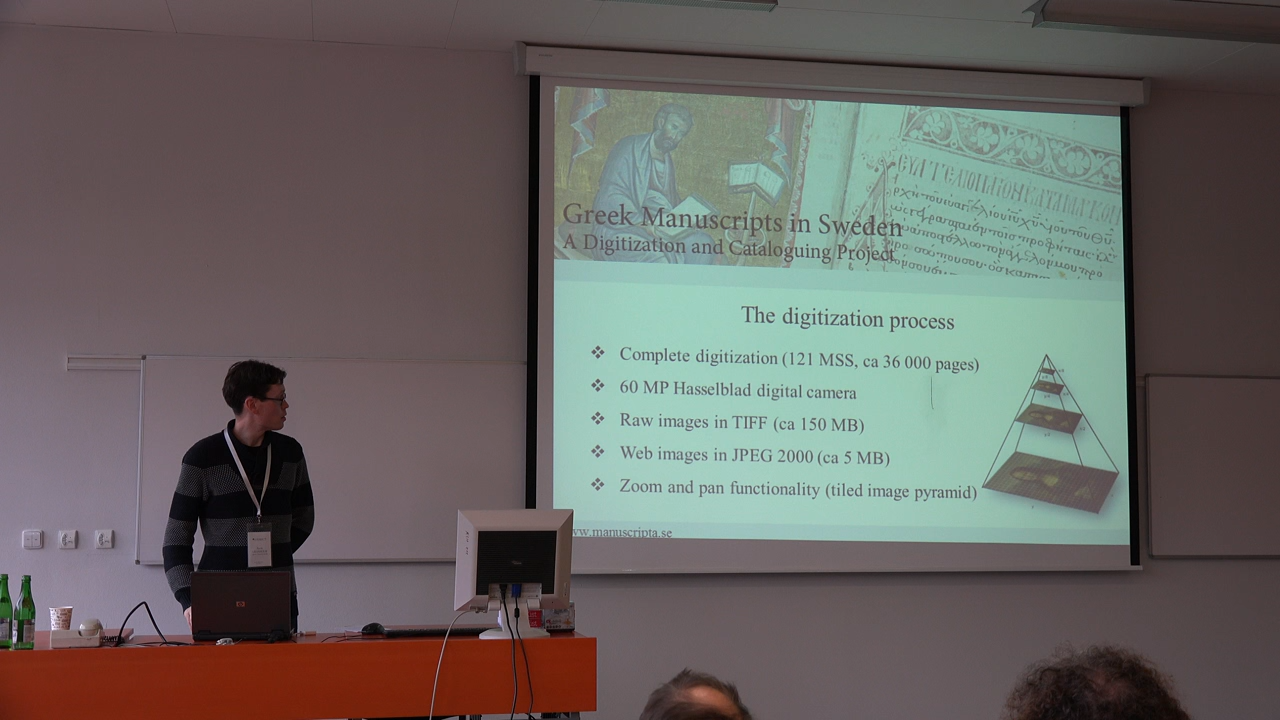 Greek Manuscripts in Sweden
A Digitization and Cataloguing Project
The digitization process
❖ Complete digitization (121 MSS, ca 36 000 pages)
❖ 60 MP Hasselblad digital camera
❖ Raw images in TIFF (ca 150 MB)
❖ Web images in JPEG 2000 (ca 5 MB)
❖ Zoom and pan functionality (tiled image pyramid)
ww.manuscripta.se
hp